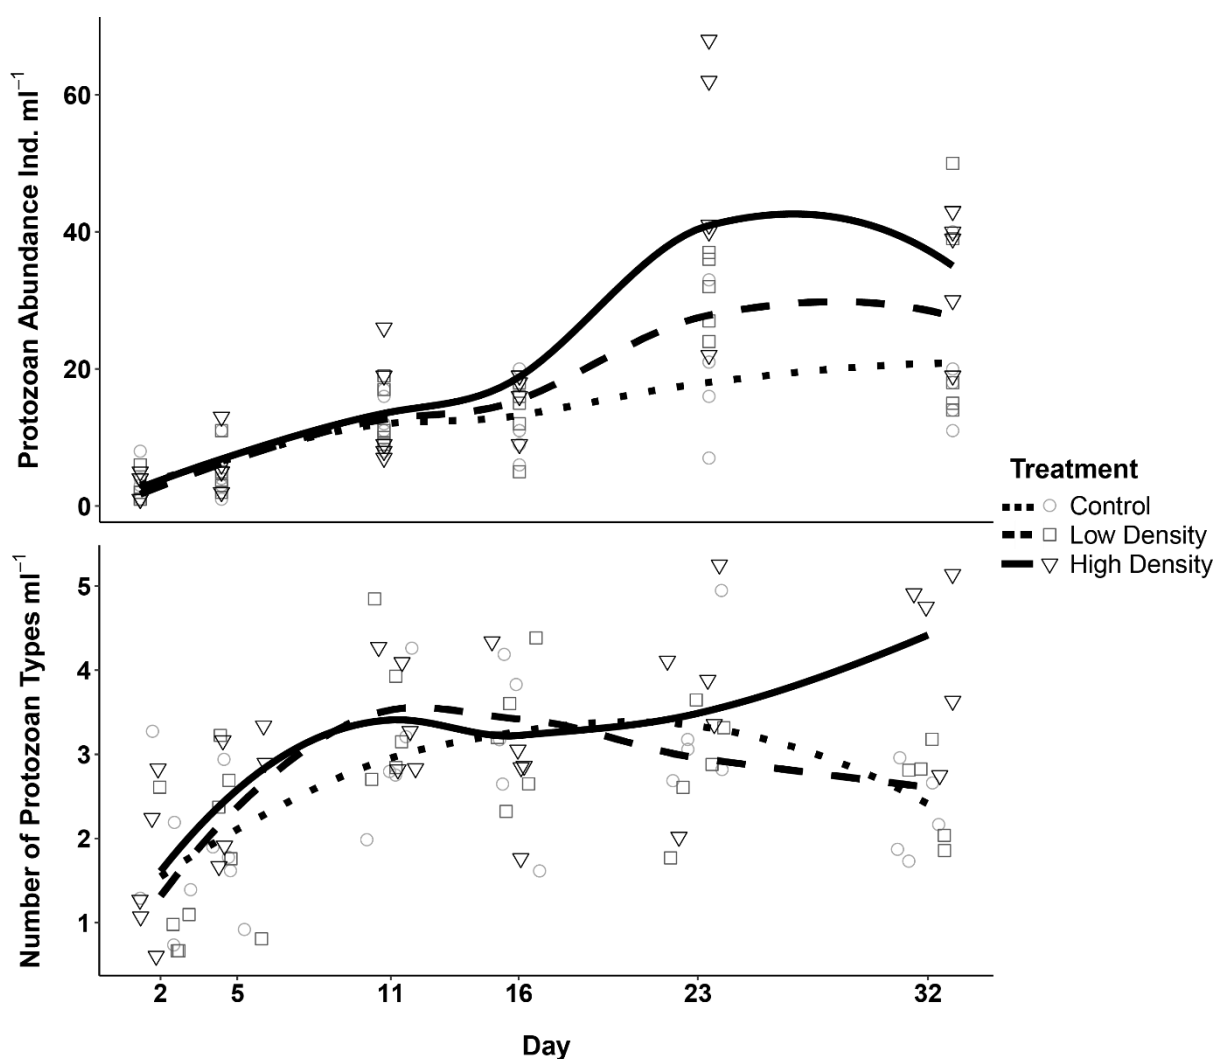 Protozoan Abundance Ind. ml⁻¹
60
40
20
0
Treatment
Control
Low Density
High Density
Number of Protozoan Types ml⁻¹
5
4
3
2
1
2 5 11 16 23 32
Day